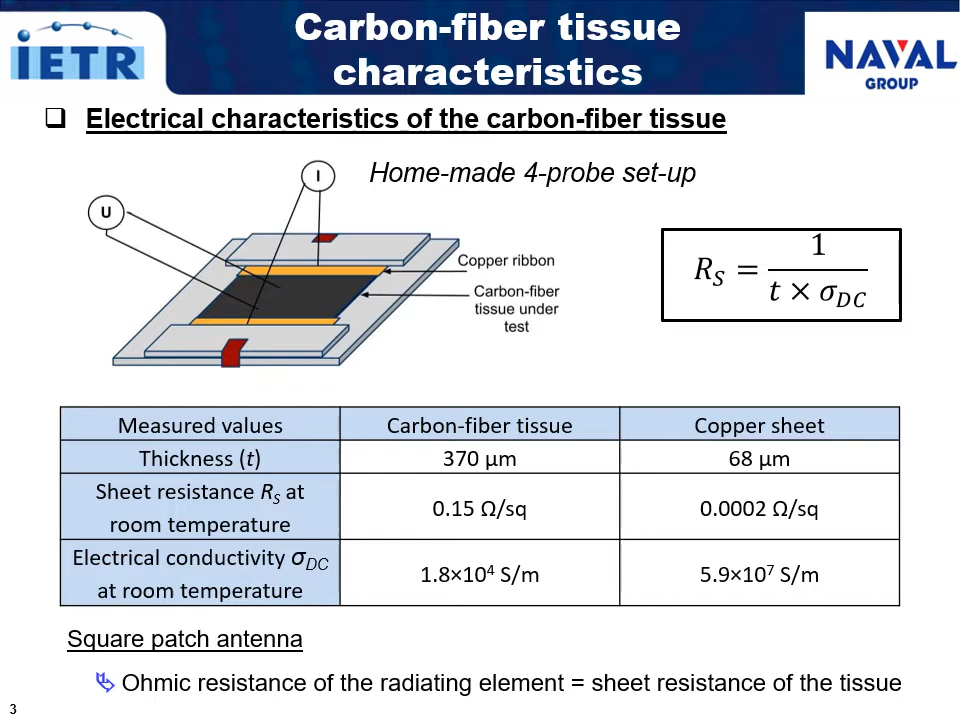 IETR
Carbon-fiber tissue
characteristics
NAVAL
GROUP
❑ Electrical characteristics of the carbon-fiber tissue
Home-made 4-probe set-up
I
U
Copper ribbon
Carbon-fiber
tissue under
test
R_S = 1 / (t × σ_DC)
Measured values Carbon-fiber tissue Copper sheet
Thickness (t) 370 μm 68 μm
Sheet resistance R_S at
room temperature 0.15 Ω/sq 0.0002 Ω/sq
Electrical conductivity σ_DC
at room temperature 1.8×10⁴ S/m 5.9×10⁷ S/m
Square patch antenna
Ohmic resistance of the radiating element = sheet resistance of the tissue
3